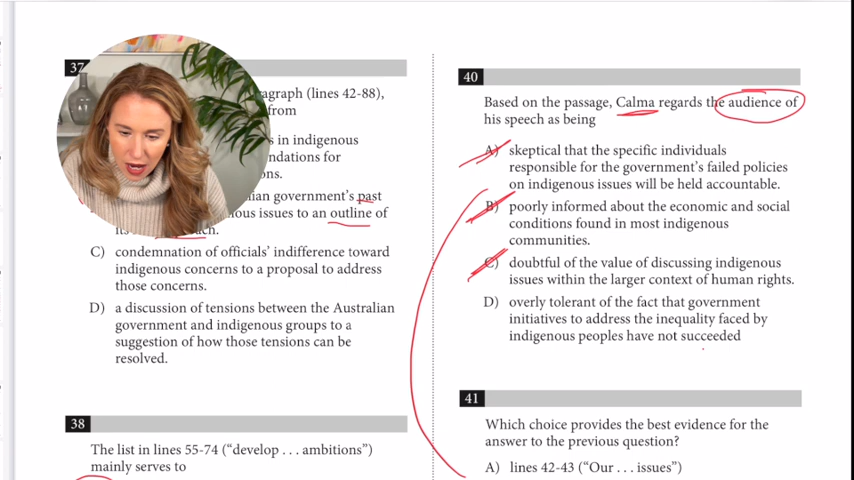 37
agraph (lines 42-88),
from
s in indigenous
ndations for
ons.
lian government's past
ous issues to an outline of
its
ch.
C) condemnation of officials' indifference toward
indigenous concerns to a proposal to address
those concerns.
D) a discussion of tensions between the Australian
government and indigenous groups to a
suggestion of how those tensions can be
resolved.
38
The list in lines 55-74 (“develop . . . ambitions”)
mainly serves to
40
Based on the passage, Calma regards the audience of
his speech as being
A) skeptical that the specific individuals
responsible for the government's failed policies
on indigenous issues will be held accountable.
B) poorly informed about the economic and social
conditions found in most indigenous
communities.
C) doubtful of the value of discussing indigenous
issues within the larger context of human rights.
D) overly tolerant of the fact that government
initiatives to address the inequality faced by
indigenous peoples have not succeeded
41
Which choice provides the best evidence for the
answer to the previous question?
A) lines 42-43 (“Our . . . issues”)